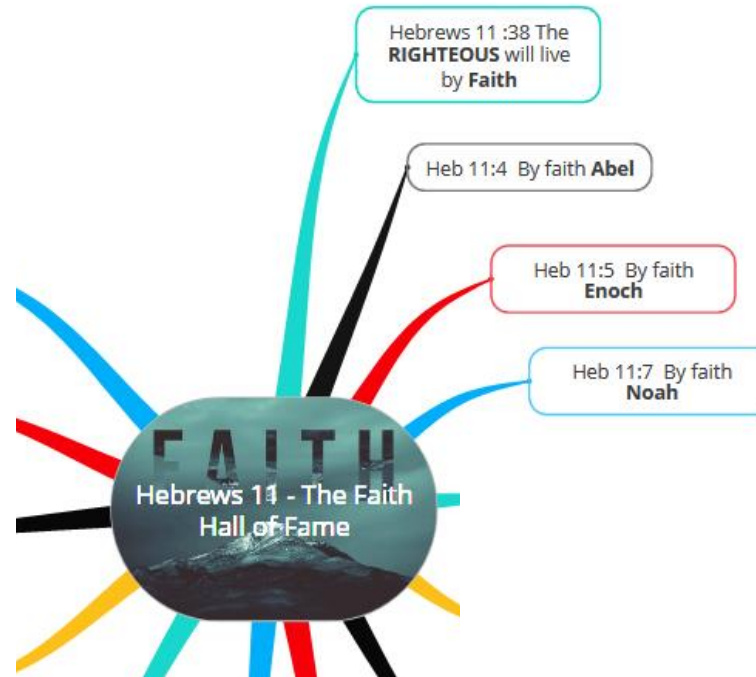 Hebrews 11 :38 The
RIGHTEOUS will live
by Faith
Heb 11:4 By faith Abel
Heb 11:5 By faith
Enoch
Heb 11:7 By faith
Noah
FAITH
Hebrews 11 - The Faith
Hall of Fame